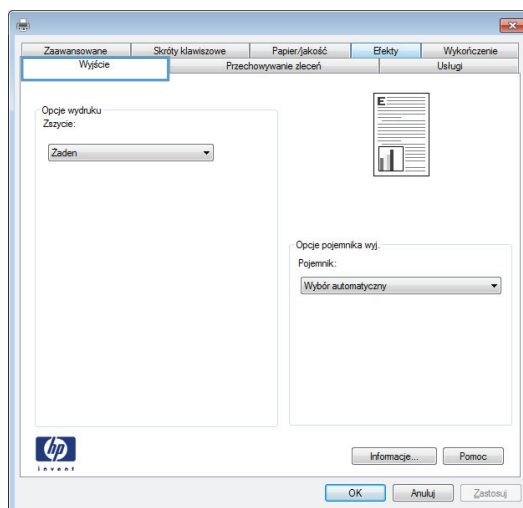 Zaawansowane Skróty klawiszowe Papier/jakość Efekty Wykończenie
Wyjście Przechowywanie zleceń Usługi
Opcje wydruku
Zszycie:
Żaden
E
Opcje pojemnika wyj.
Pojemnik:
Wybór automatyczny
hp
invent
Informacje... Pomoc
OK Anuluj Zastosuj